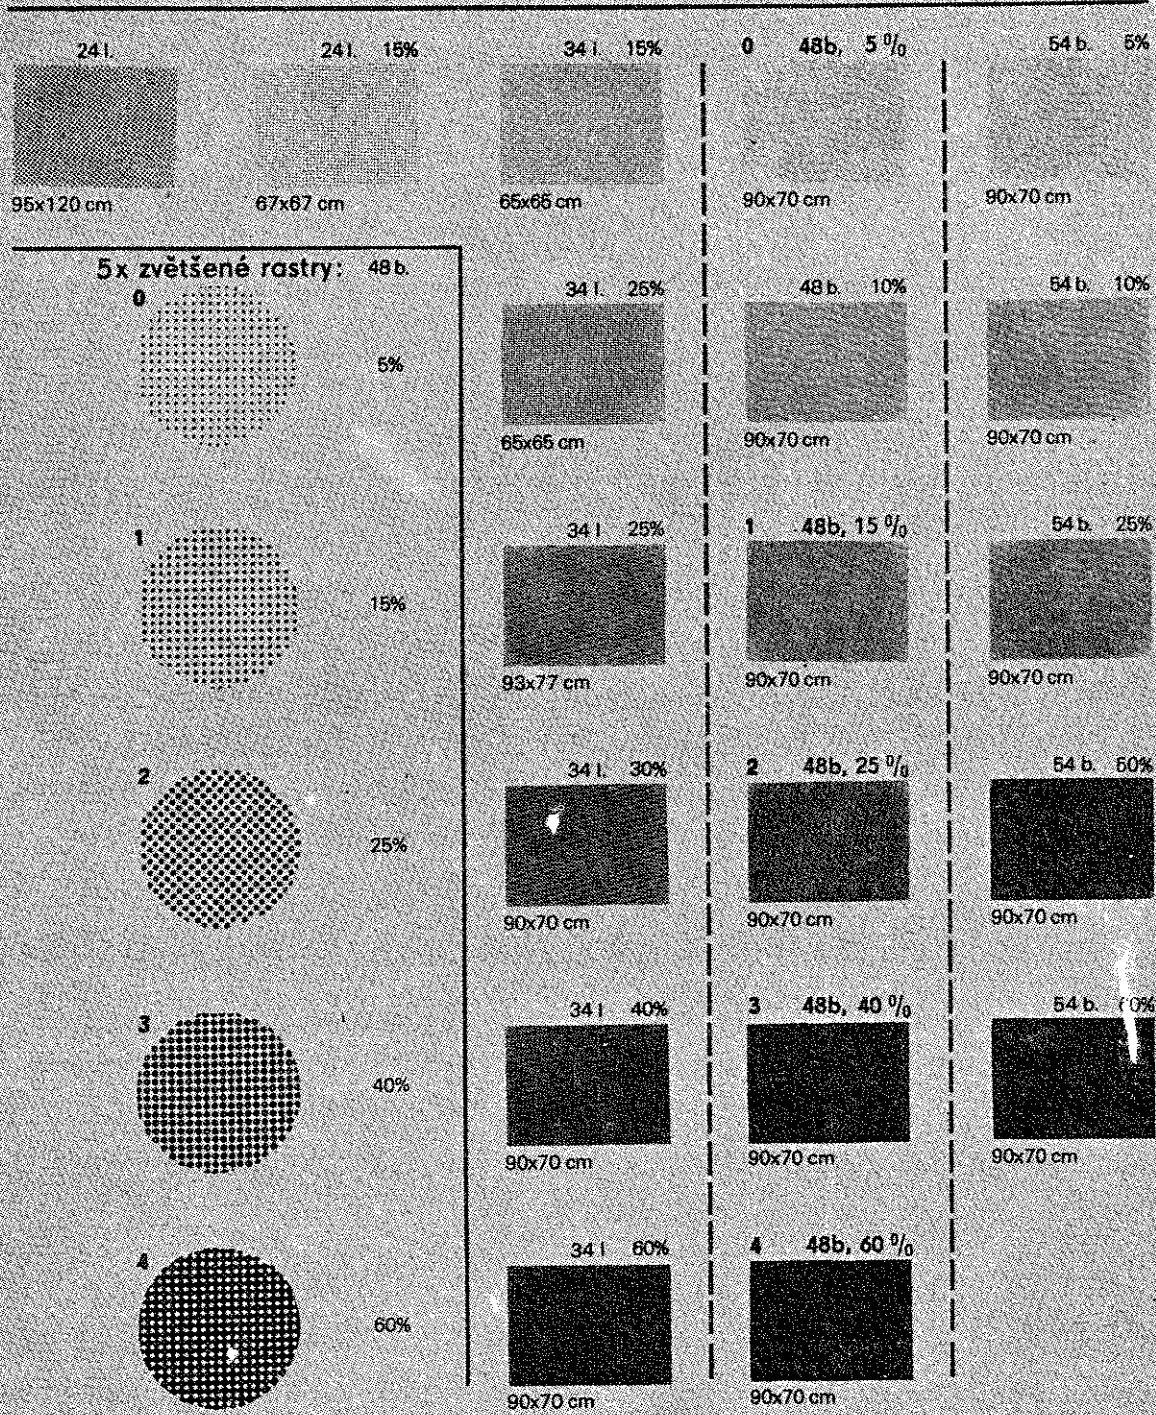 24 l.
24 l. 15%
34 l. 15%
0 48b, 5 %
54 b. 5%
95x120 cm
67x67 cm
65x65 cm
90x70 cm
90x70 cm
5x zvětšené rastry: 48 b.
0
5%
34 l. 25%
48 b. 10%
54 b. 10%
65x65 cm
90x70 cm
90x70 cm
1
15%
34 l 25%
1 48b, 15 %
54 b. 25%
93x77 cm
90x70 cm
90x70 cm
2
25%
34 l. 30%
2 48b, 25 %
54 b. 50%
90x70 cm
90x70 cm
90x70 cm
3
40%
34 l 40%
3 48b, 40 %
54 b.
90x70 cm
90x70 cm
90x70 cm
4
60%
34 l 60%
4 48b, 60 %
90x70 cm
90x70 cm